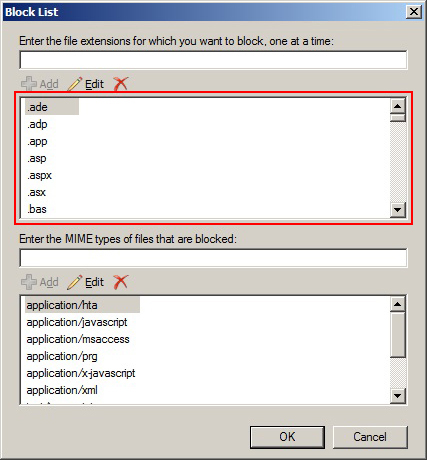 Block List
Enter the file extensions for which you want to block, one at a time:
Add Edit
.ade
.adp
.app
.asp
.aspx
.asx
.bas
Enter the MIME types of files that are blocked:
Add Edit
application/hta
application/javascript
application/msaccess
application/prg
application/x-javascript
application/xml
OK Cancel